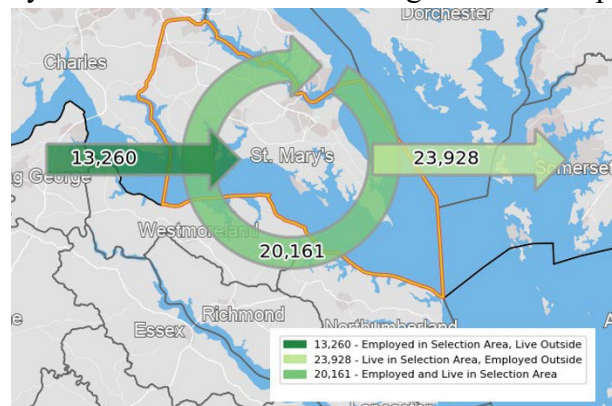 Dorchester
Charles
13,260
St. Mary's
23,928
Somerset
George
Westmoreland
20,161
Richmond
Essex
Northumberland
13,260 - Employed in Selection Area, Live Outside
23,928 - Live in Selection Area, Employed Outside
20,161 - Employed and Live in Selection Area